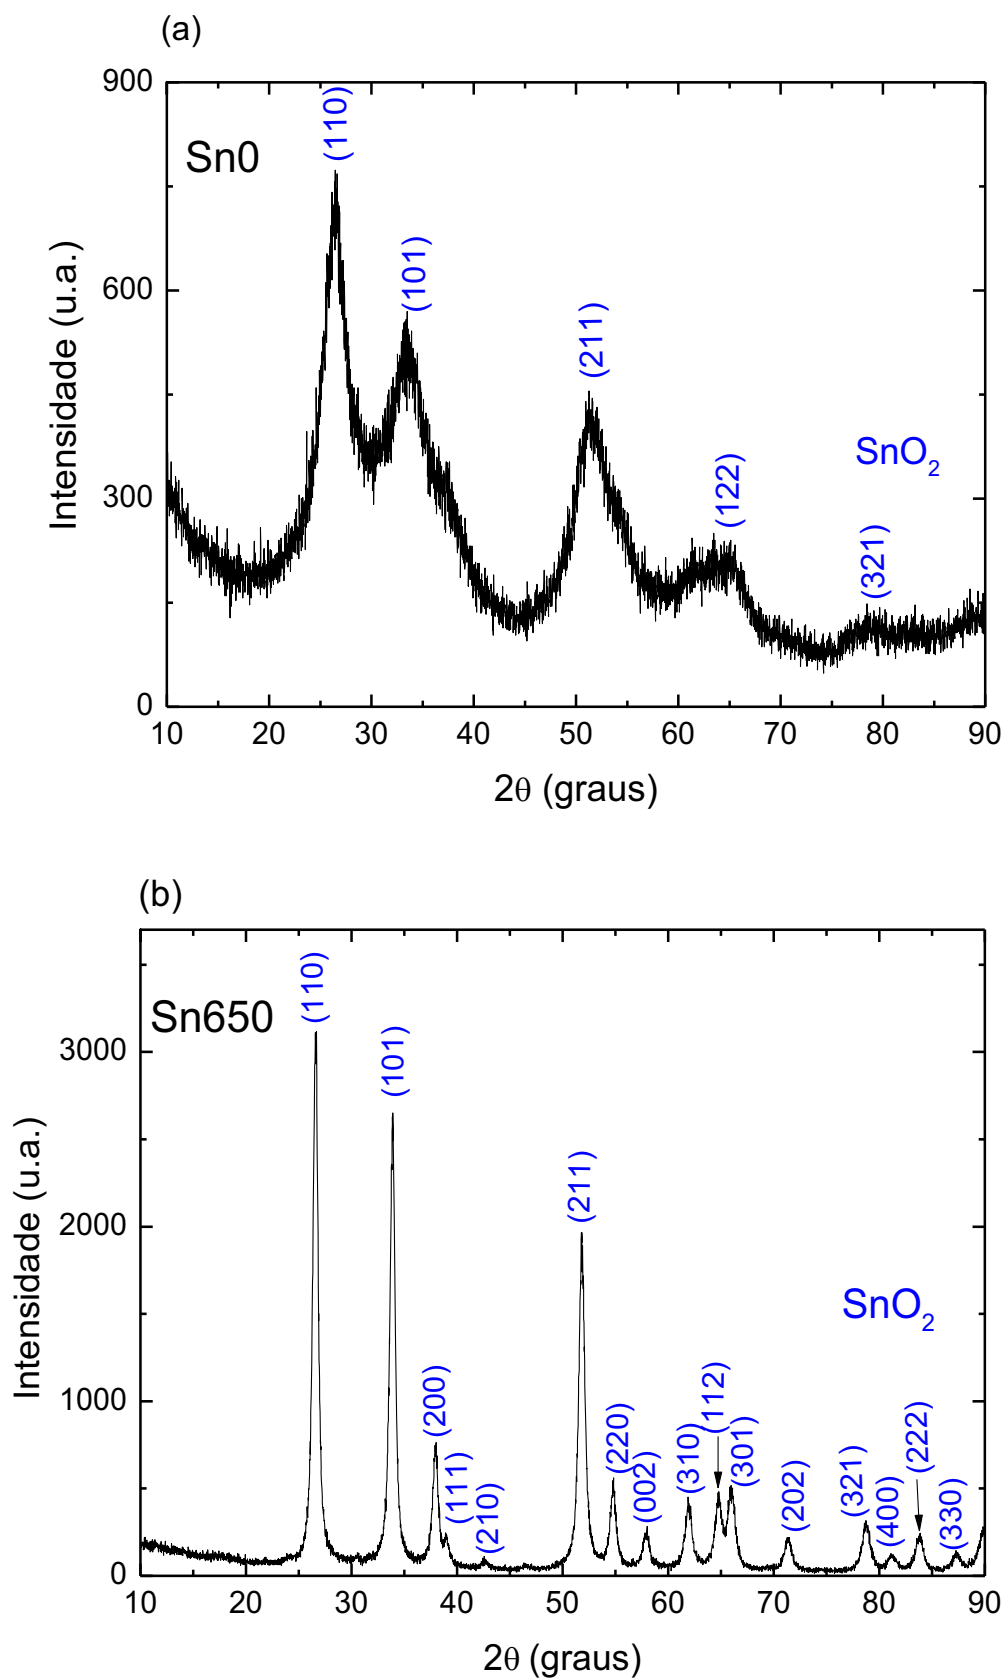 (a)
900
600
300
0
Intensidade (u.a.)
Sn0
(110)
(101)
(211)
(122)
(321)
SnO₂
10 20 30 40 50 60 70 80 90
2θ (graus)
(b)
3000
2000
1000
0
Intensidade (u.a.)
Sn650
(110)
(101)
(200)
(111)
(210)
(211)
(220)
(002)
(310)
(112)
(301)
(202)
(321)
(400)
(222)
(330)
SnO₂
10 20 30 40 50 60 70 80 90
2θ (graus)